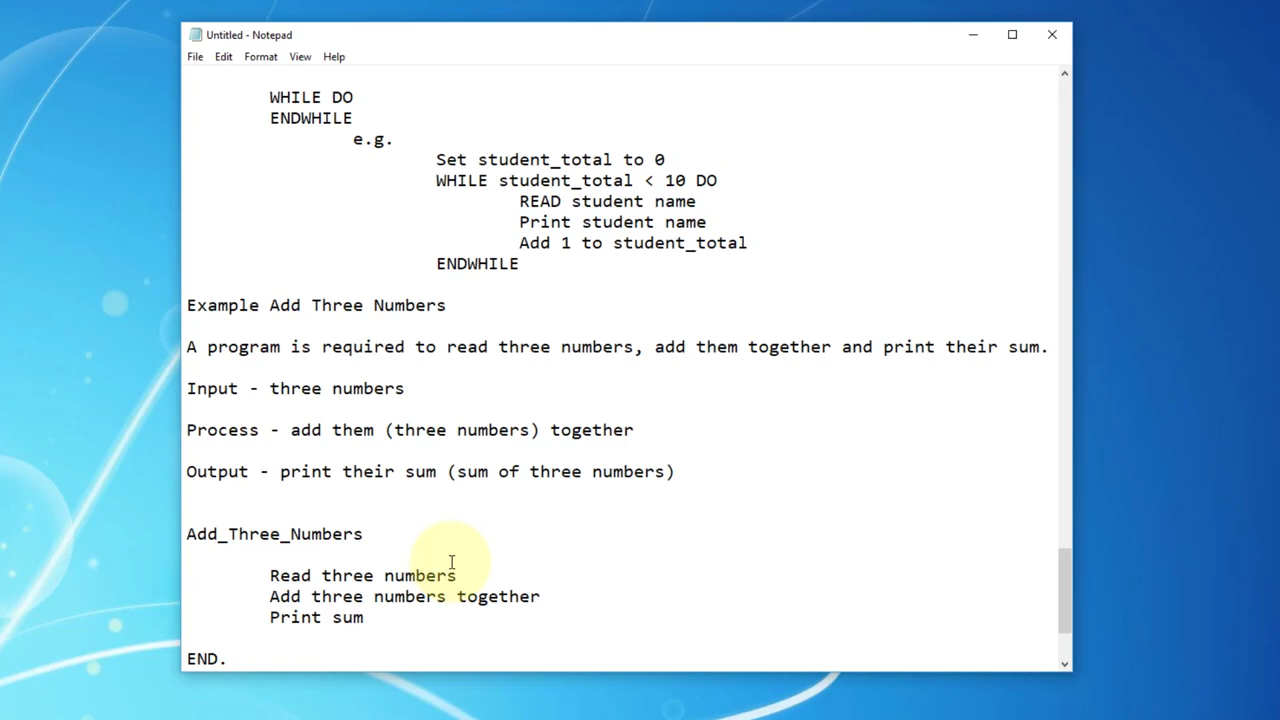 Untitled - Notepad
File Edit Format View Help
WHILE DO
ENDWHILE
e.g.
Set student_total to 0
WHILE student_total < 10 DO
READ student name
Print student name
Add 1 to student_total
ENDWHILE
Example Add Three Numbers
A program is required to read three numbers, add them together and print their sum.
Input - three numbers
Process - add them (three numbers) together
Output - print their sum (sum of three numbers)
Add_Three_Numbers
Read three numbers
Add three numbers together
Print sum
END.